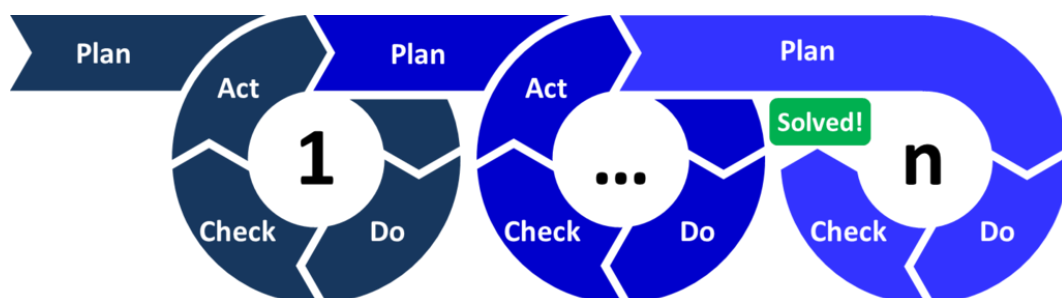 Plan
Plan
Plan
Act
Act
Solved!
1
...
n
Check
Do
Check
Do
Check
Do